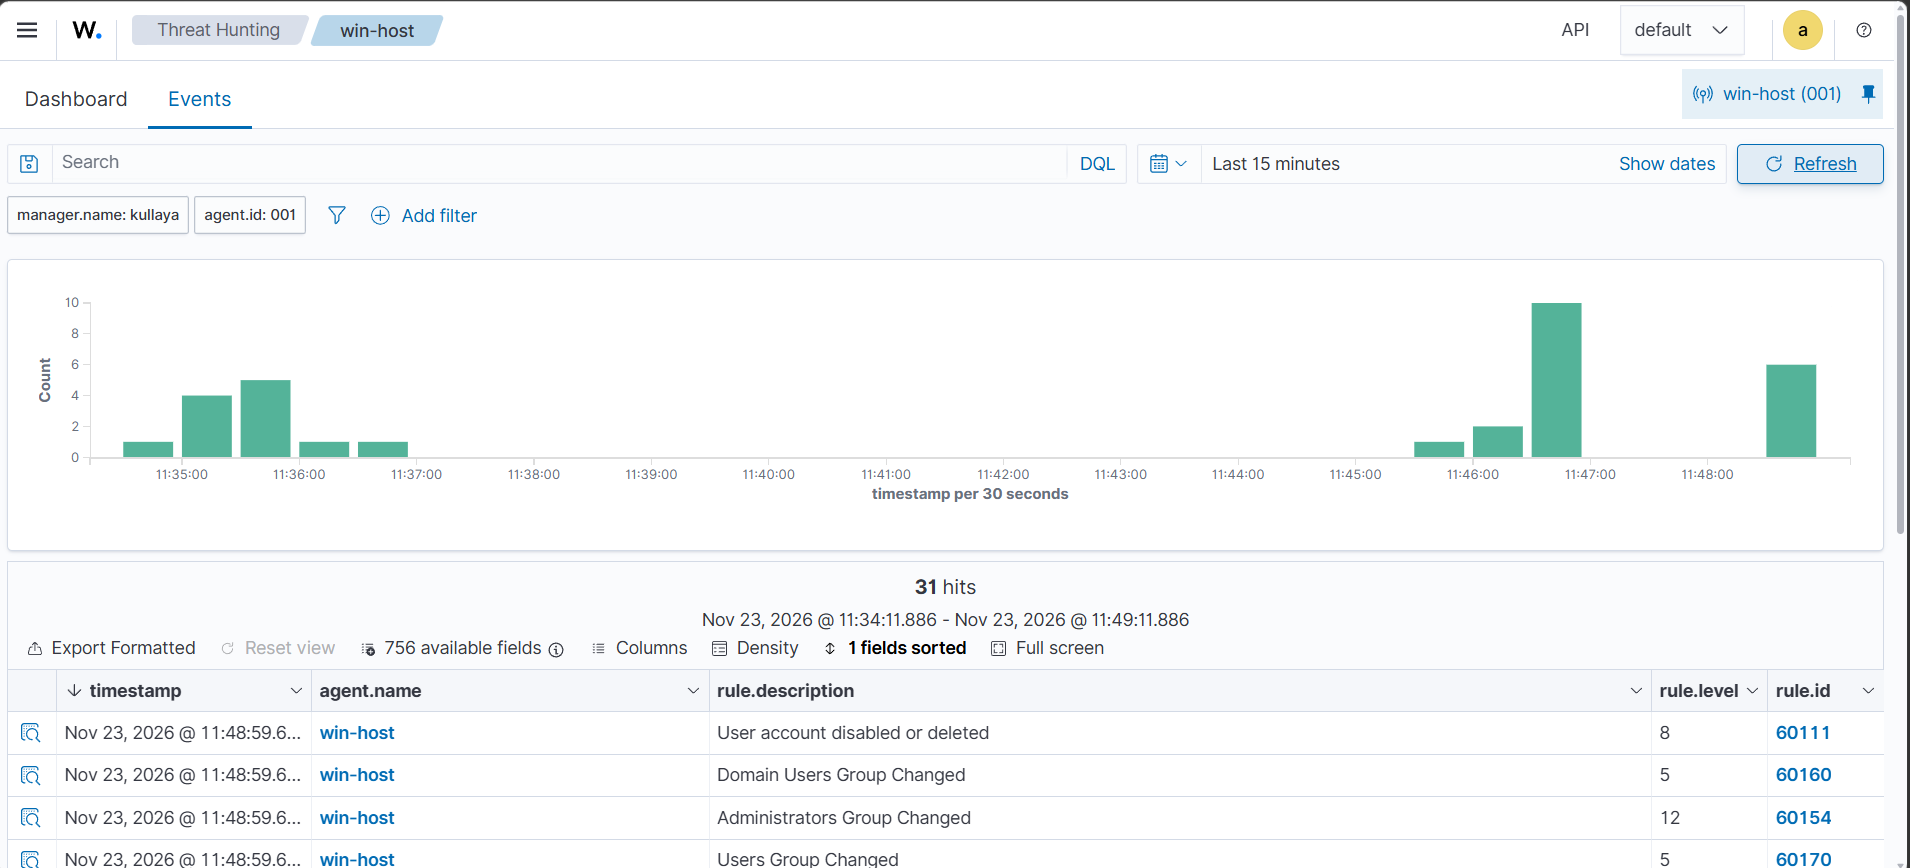 W.
Threat Hunting
win-host
API
default
a
Dashboard
Events
win-host (001)
Search
DQL
Last 15 minutes
Show dates
Refresh
manager.name: kullaya
agent.id: 001
Add filter
Count
10
8
6
4
2
0
11:35:00 11:36:00 11:37:00 11:38:00 11:39:00 11:40:00 11:41:00 11:42:00 11:43:00 11:44:00 11:45:00 11:46:00 11:47:00 11:48:00
timestamp per 30 seconds
31 hits
Nov 23, 2026 @ 11:34:11.886 - Nov 23, 2026 @ 11:49:11.886
Export Formatted Reset view 756 available fields Columns Density 1 fields sorted Full screen
timestamp agent.name rule.description rule.level rule.id
Nov 23, 2026 @ 11:48:59.6... win-host User account disabled or deleted 8 60111
Nov 23, 2026 @ 11:48:59.6... win-host Domain Users Group Changed 5 60160
Nov 23, 2026 @ 11:48:59.6... win-host Administrators Group Changed 12 60154
Nov 23, 2026 @ 11:48:59.6... win-host Users Group Changed 5 60170